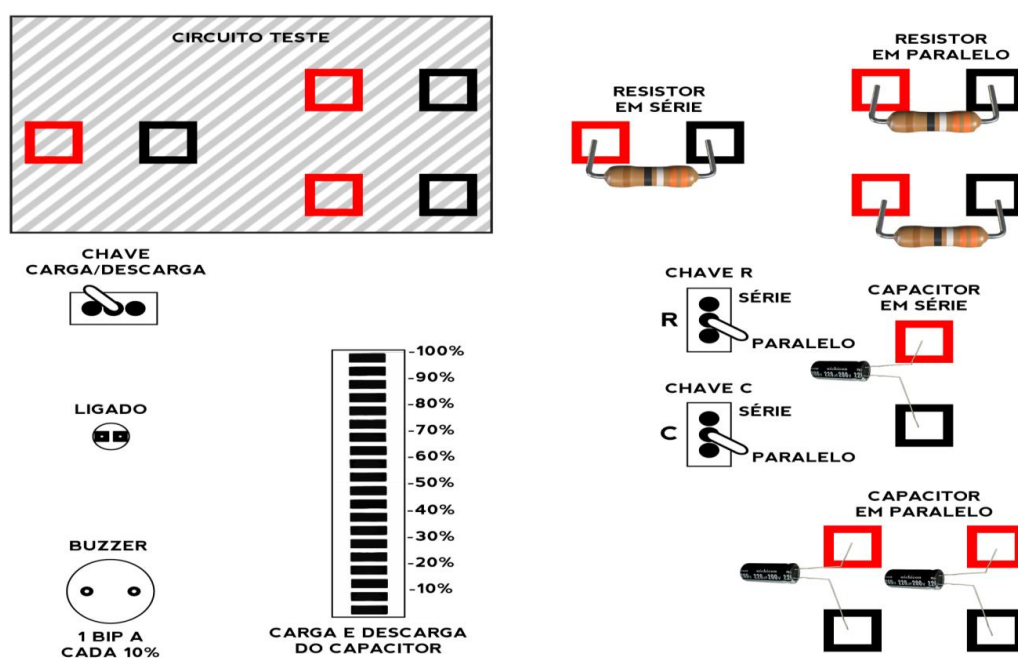 CIRCUITO TESTE
RESISTOR
EM PARALELO
RESISTOR
EM SÉRIE
CHAVE
CARGA/DESCARGA
CHAVE R
SÉRIE
R
PARALELO
CAPACITOR
EM SÉRIE
CHAVE C
SÉRIE
C
PARALELO
LIGADO
-100%
-90%
-80%
-70%
-60%
-50%
-40%
-30%
-20%
-10%
CARGA E DESCARGA
DO CAPACITOR
BUZZER
1 BIP A
CADA 10%
CAPACITOR
EM PARALELO